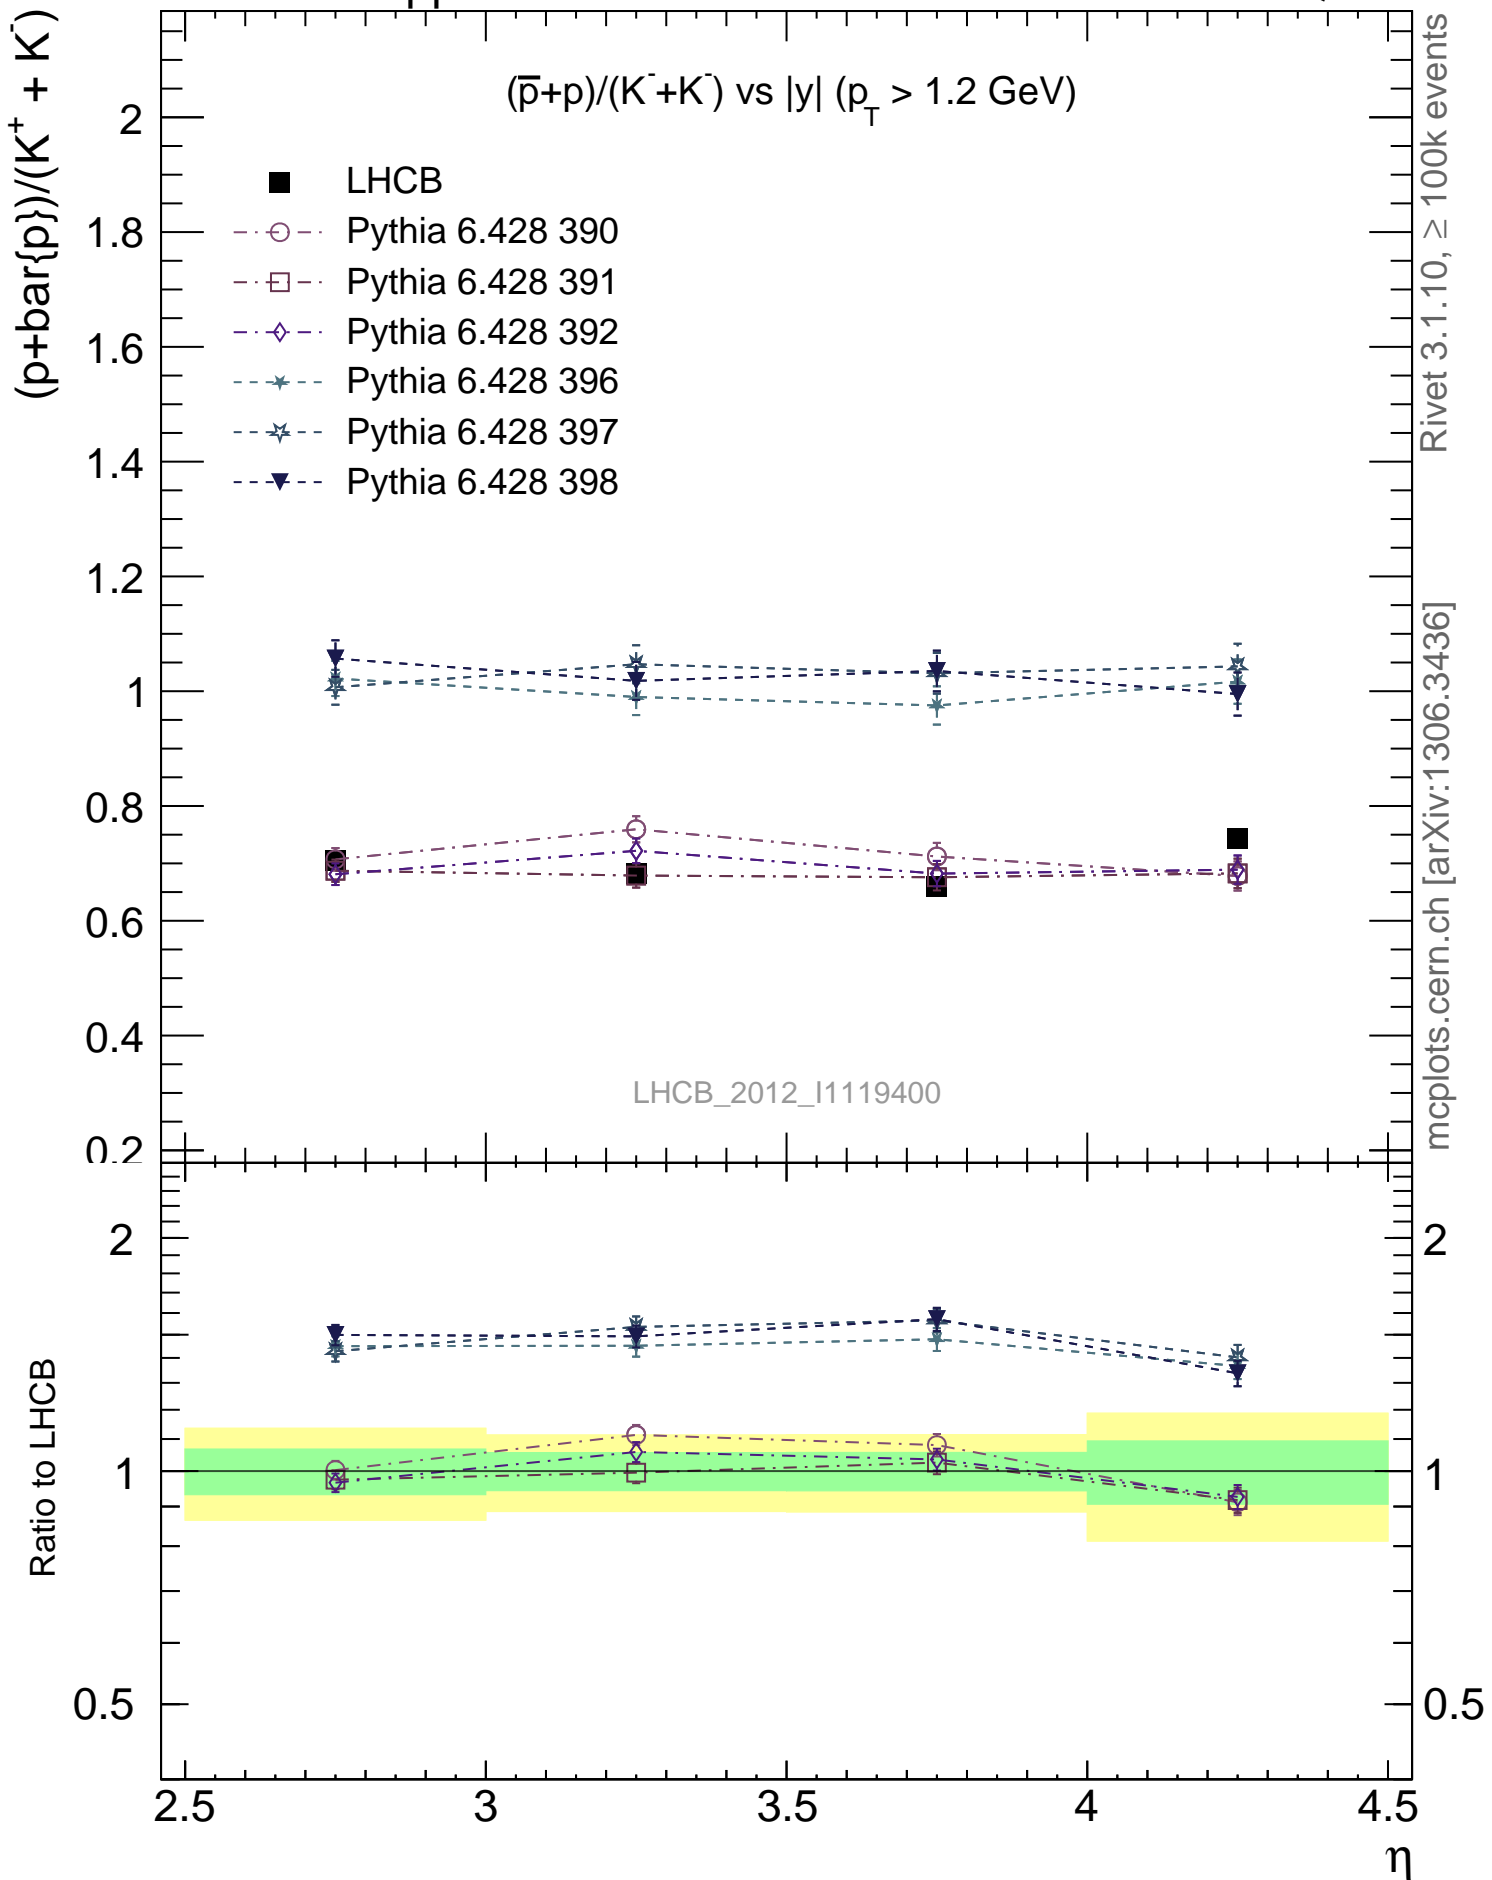 (p̅+p)/(K⁻+K⁻) vs |y| (p_T > 1.2 GeV)
(p+bar{p})/(K⁺ + K⁻)
LHCB
Pythia 6.428 390
Pythia 6.428 391
Pythia 6.428 392
Pythia 6.428 396
Pythia 6.428 397
Pythia 6.428 398
2
1.8
1.6
1.4
1.2
1
0.8
0.6
0.4
0.2
LHCB_2012_I1119400
Rivet 3.1.10, ≥ 100k events
mcplots.cern.ch [arXiv:1306.3436]
Ratio to LHCB
2
1
0.5
2
1
0.5
2.5 3 3.5 4 4.5
η